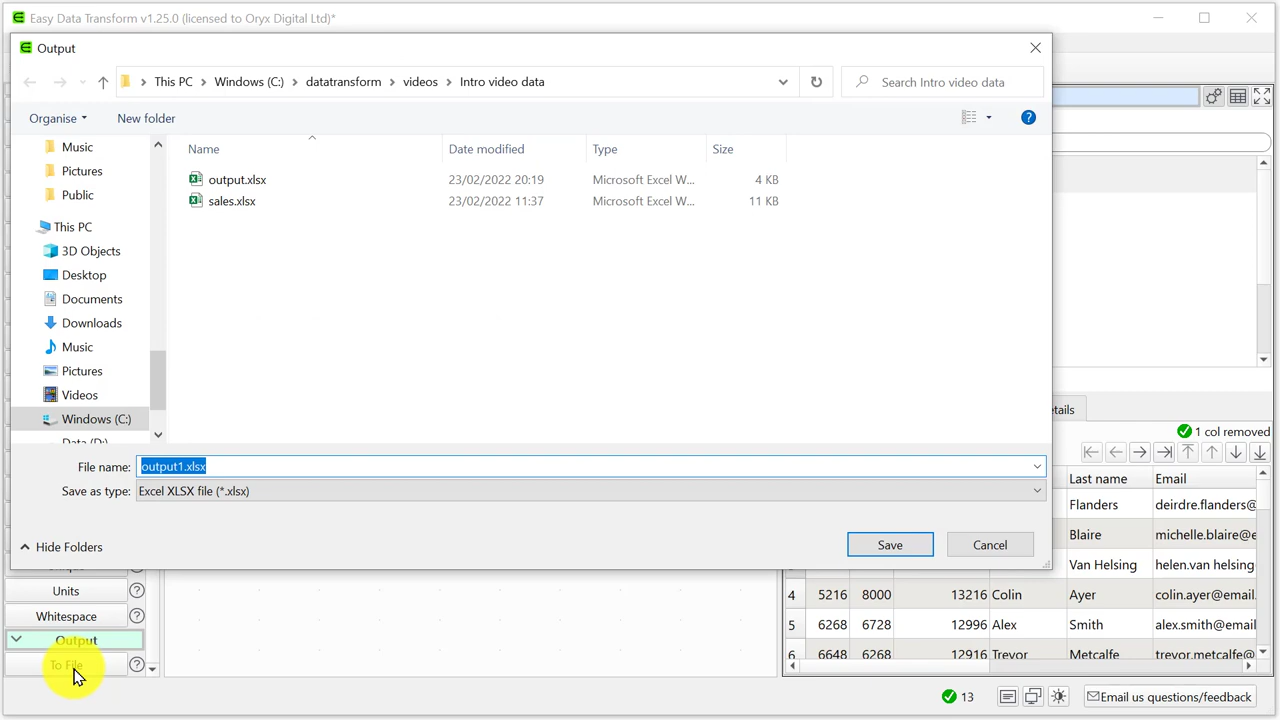 Easy Data Transform v1.25.0 (licensed to Oryx Digital Ltd)*
Output
This PC > Windows (C:) > datatransform > videos > Intro video data
Search Intro video data
Organise
New folder
Name
Date modified
Type
Size
Music
Pictures
Public
This PC
3D Objects
Desktop
Documents
Downloads
Music
Pictures
Videos
Windows (C:)
Data (D:)
output.xlsx 23/02/2022 20:19 Microsoft Excel W... 4 KB
sales.xlsx 23/02/2022 11:37 Microsoft Excel W... 11 KB
File name: output1.xlsx
Save as type: Excel XLSX file (*.xlsx)
Hide Folders
Save
Cancel
etails
1 col removed
Last name Email
Flanders deirdre.flanders@
Blaire michelle.blaire@e
Van Helsing helen.van helsing
4 5216 8000 13216 Colin Ayer colin.ayer@email.
5 6268 6728 12996 Alex Smith alex.smith@email
6 6648 6268 12916 Trevor Metcalfe trevor.metcalfe@
Units
Whitespace
Output
To File
13
Email us questions/feedback